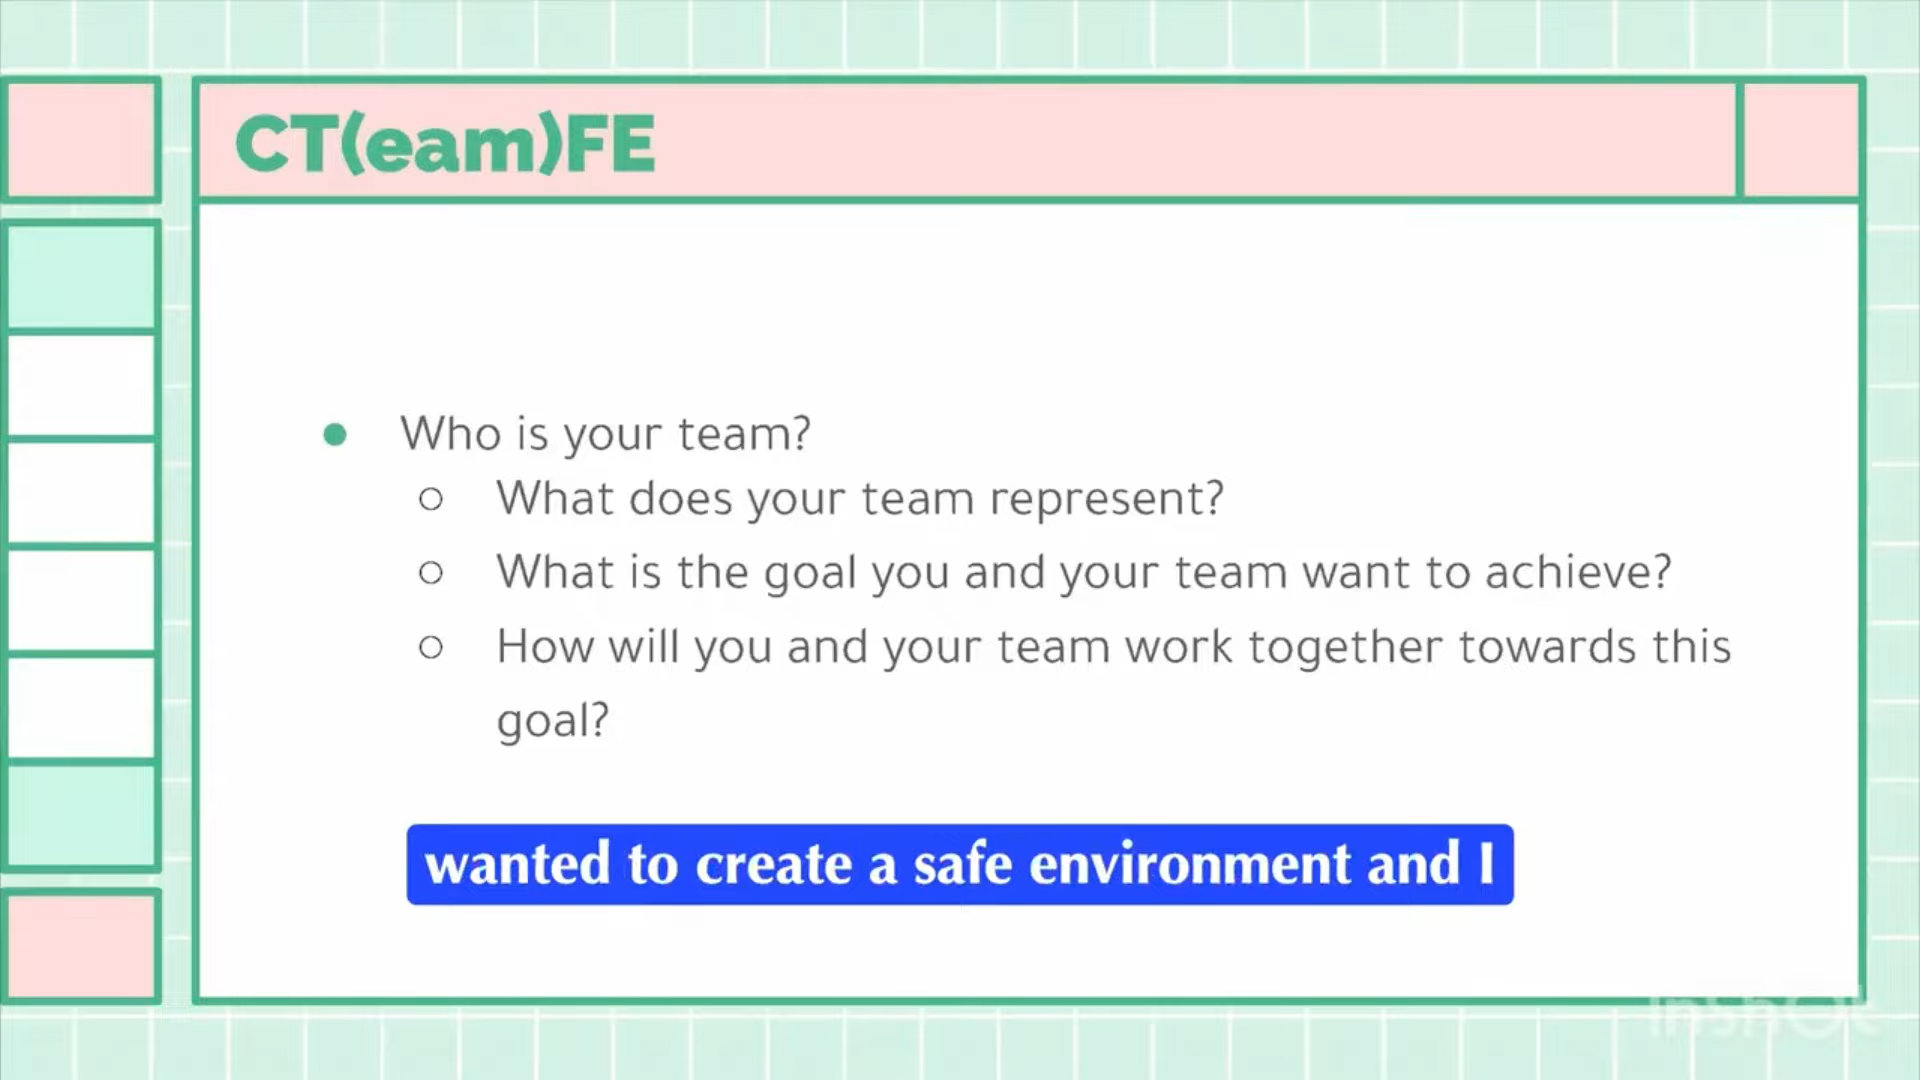 CT(eam)FE
● Who is your team?
○ What does your team represent?
○ What is the goal you and your team want to achieve?
○ How will you and your team work together towards this
goal?
wanted to create a safe environment and I
InShOt